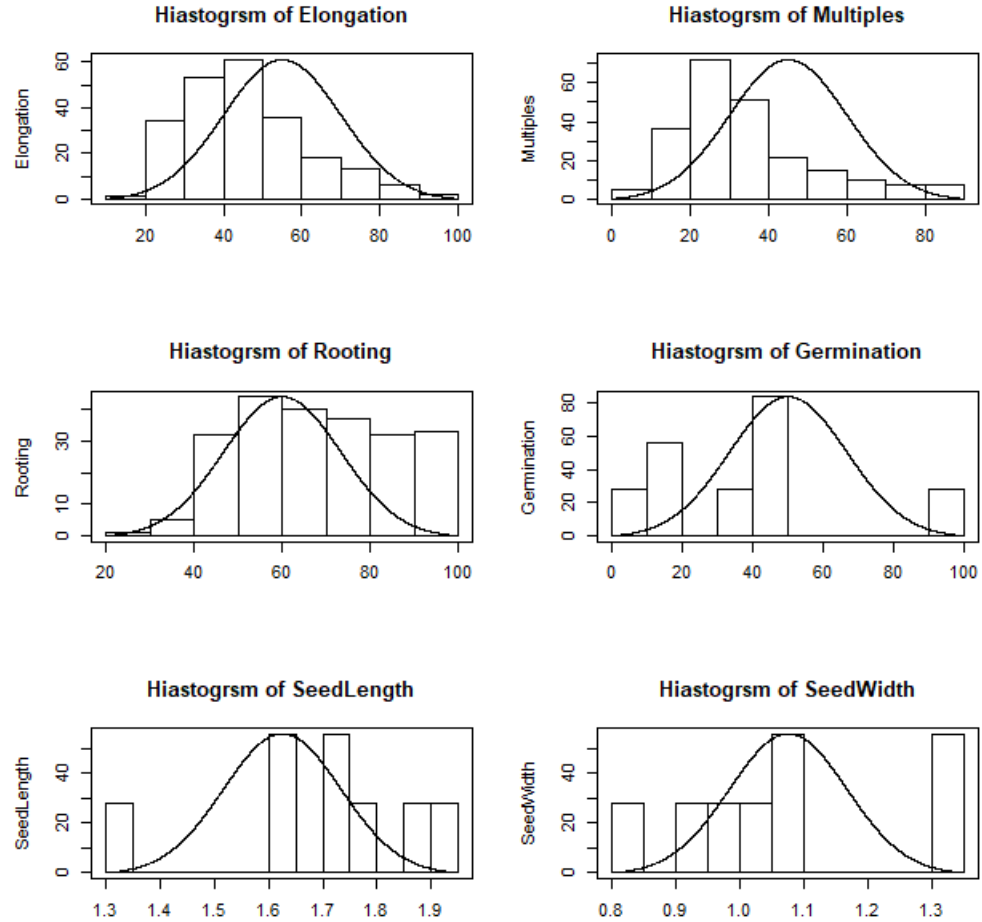 Hiastogrsm of Elongation
Elongation
60
40
20
0
20 40 60 80 100
Hiastogrsm of Multiples
Multiples
60
40
20
0
0 20 40 60 80
Hiastogrsm of Rooting
Rooting
30
10
0
20 40 60 80 100
Hiastogrsm of Germination
Germination
80
60
40
20
0
0 20 40 60 80 100
Hiastogrsm of SeedLength
SeedLength
40
20
0
1.3 1.4 1.5 1.6 1.7 1.8 1.9
Hiastogrsm of SeedWidth
SeedWidth
40
20
0
0.8 0.9 1.0 1.1 1.2 1.3